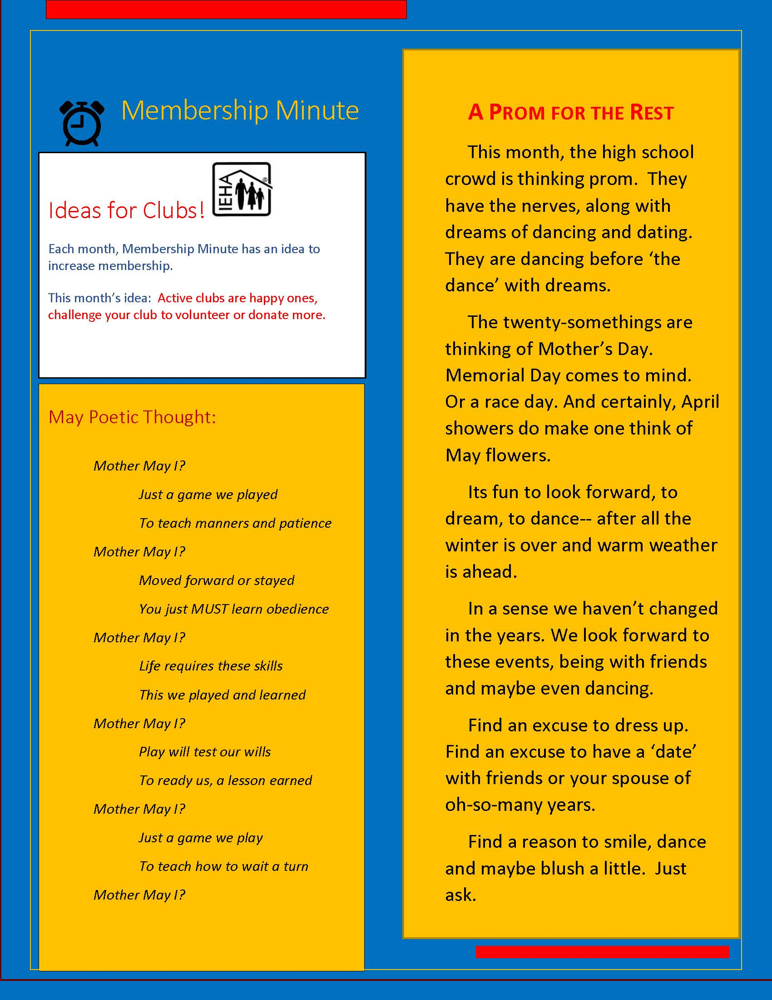 Membership Minute
IEHA
®
Ideas for Clubs!
Each month, Membership Minute has an idea to
increase membership.
This month’s idea:  Active clubs are happy ones,
challenge your club to volunteer or donate more.
May Poetic Thought:
Mother May I?
Just a game we played
To teach manners and patience
Mother May I?
Moved forward or stayed
You just MUST learn obedience
Mother May I?
Life requires these skills
This we played and learned
Mother May I?
Play will test our wills
To ready us, a lesson earned
Mother May I?
Just a game we play
To teach how to wait a turn
Mother May I?
A PROM FOR THE REST
This month, the high school
crowd is thinking prom.  They
have the nerves, along with
dreams of dancing and dating.
They are dancing before ‘the
dance’ with dreams.
The twenty-somethings are
thinking of Mother’s Day.
Memorial Day comes to mind.
Or a race day. And certainly, April
showers do make one think of
May flowers.
Its fun to look forward, to
dream, to dance-- after all the
winter is over and warm weather
is ahead.
In a sense we haven’t changed
in the years. We look forward to
these events, being with friends
and maybe even dancing.
Find an excuse to dress up.
Find an excuse to have a ‘date’
with friends or your spouse of
oh-so-many years.
Find a reason to smile, dance
and maybe blush a little.  Just
ask.